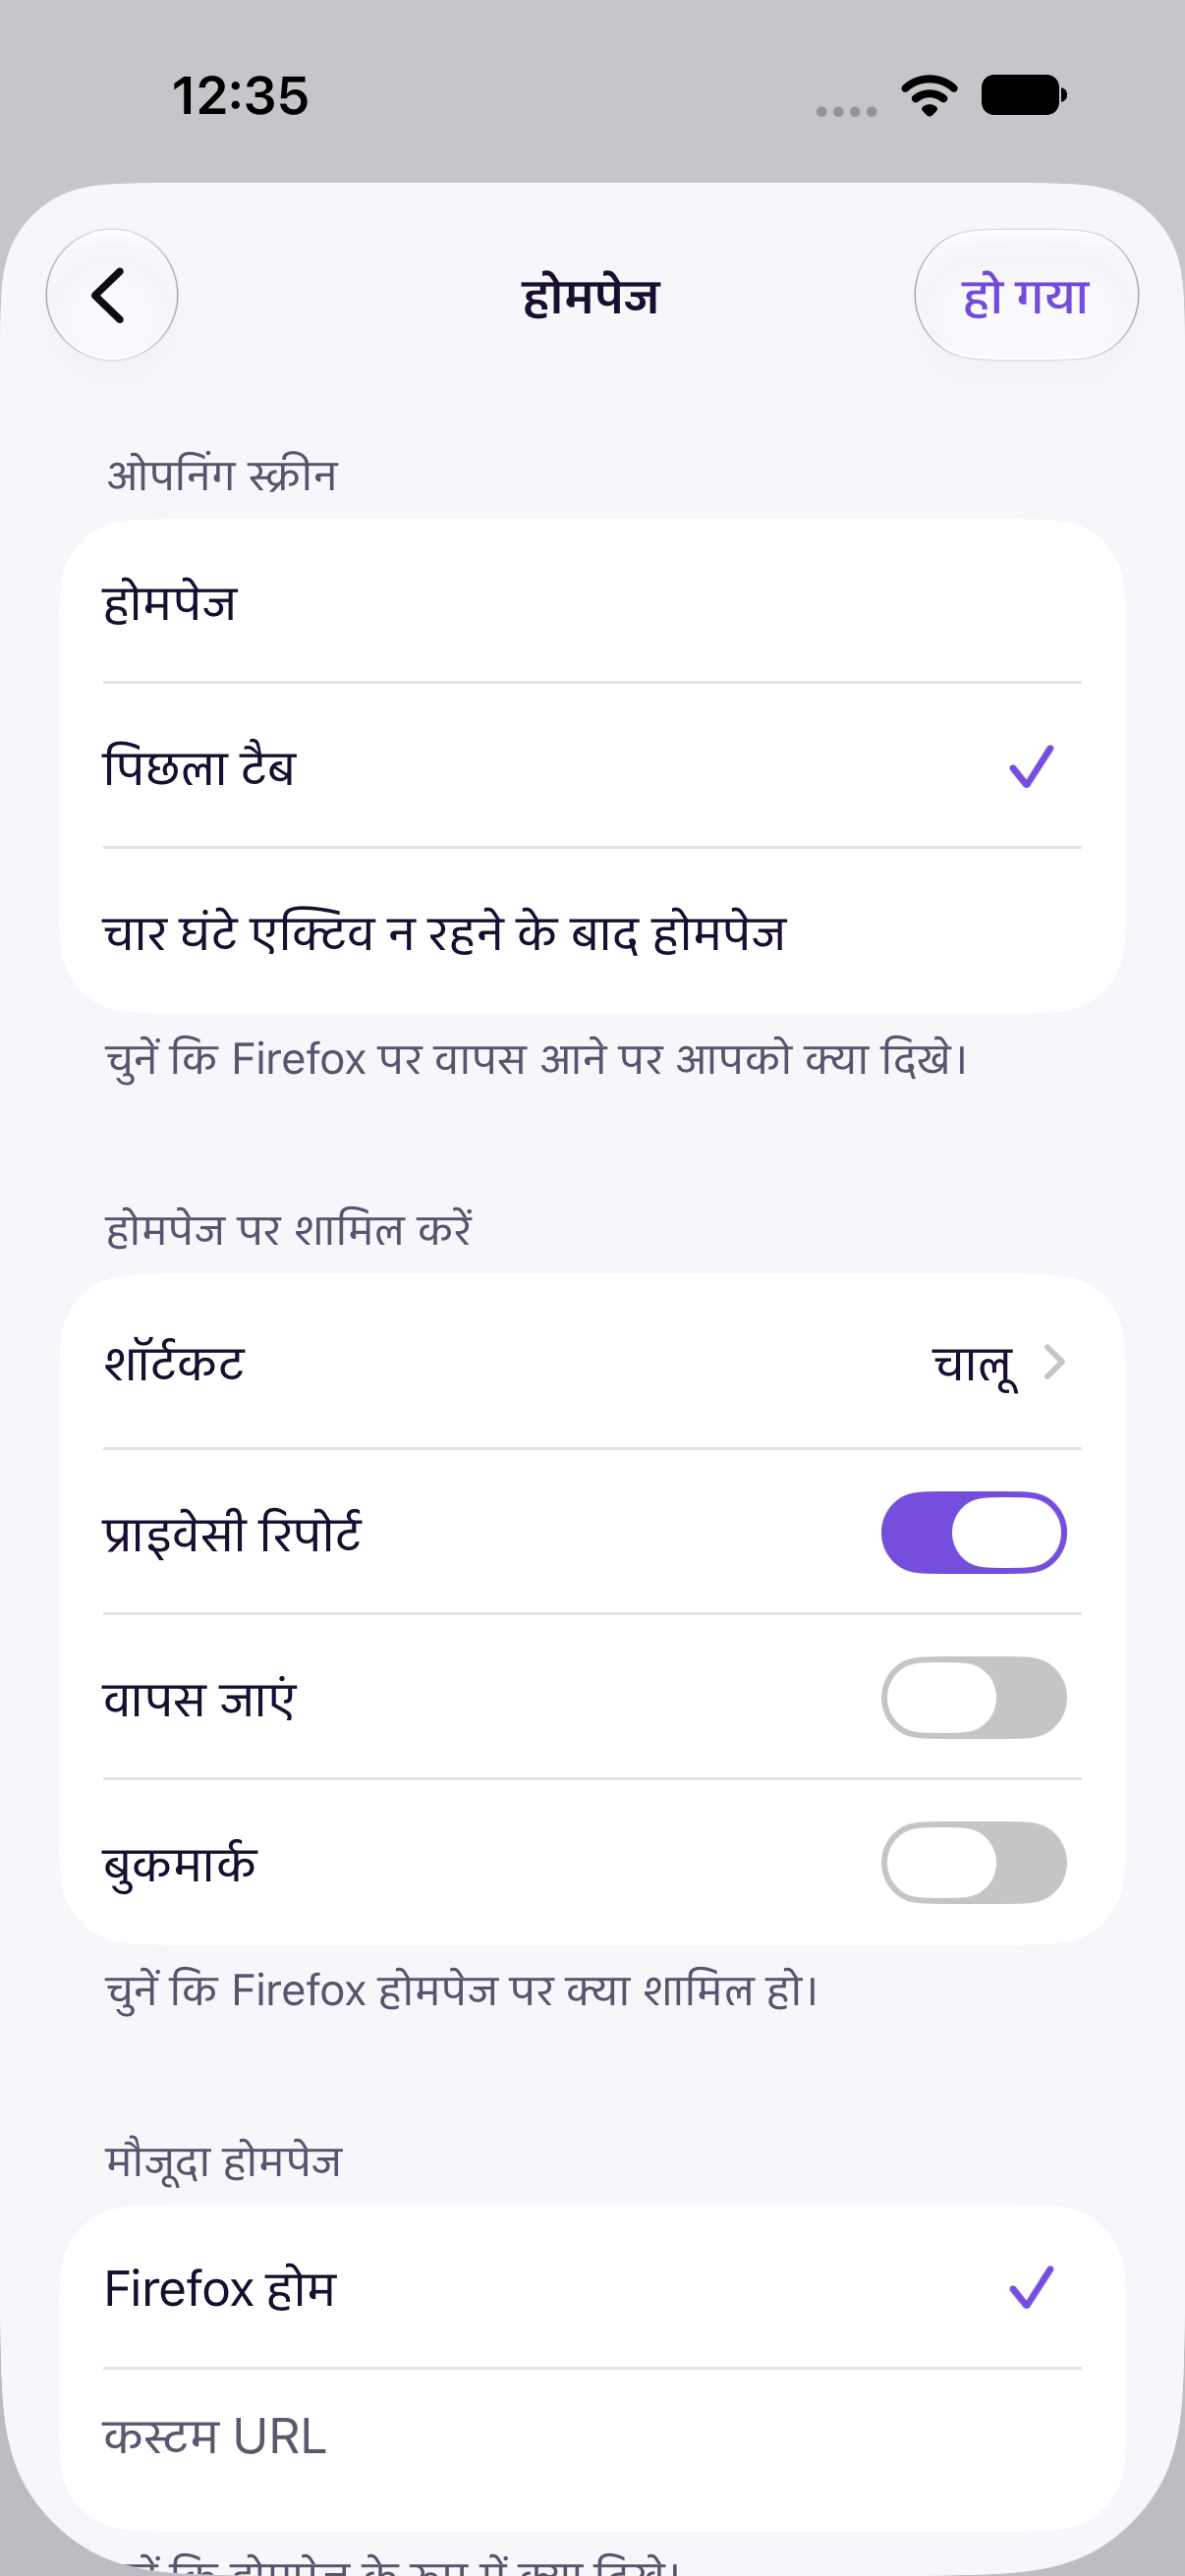 12:35
होमपेज
हो गया
ओपनिंग स्क्रीन
होमपेज
पिछला टैब
चार घंटे एक्टिव न रहने के बाद होमपेज
चुनें कि Firefox पर वापस आने पर आपको क्या दिखे।
होमपेज पर शामिल करें
शॉर्टकट चालू
प्राइवेसी रिपोर्ट
वापस जाएं
बुकमार्क
चुनें कि Firefox होमपेज पर क्या शामिल हो।
मौजूदा होमपेज
Firefox होम
कस्टम URL
चुनें कि होमपेज के रूप में क्या दिखे।